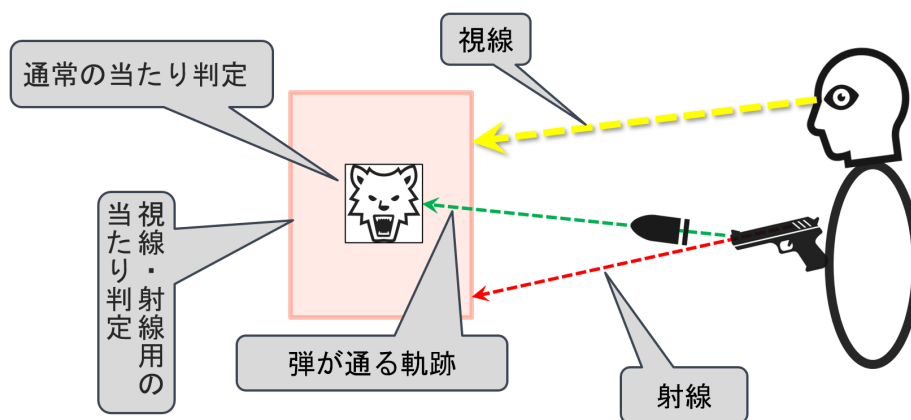 視線
通常の当たり判定
視線・射線用の
当たり判定
弾が通る軌跡
射線